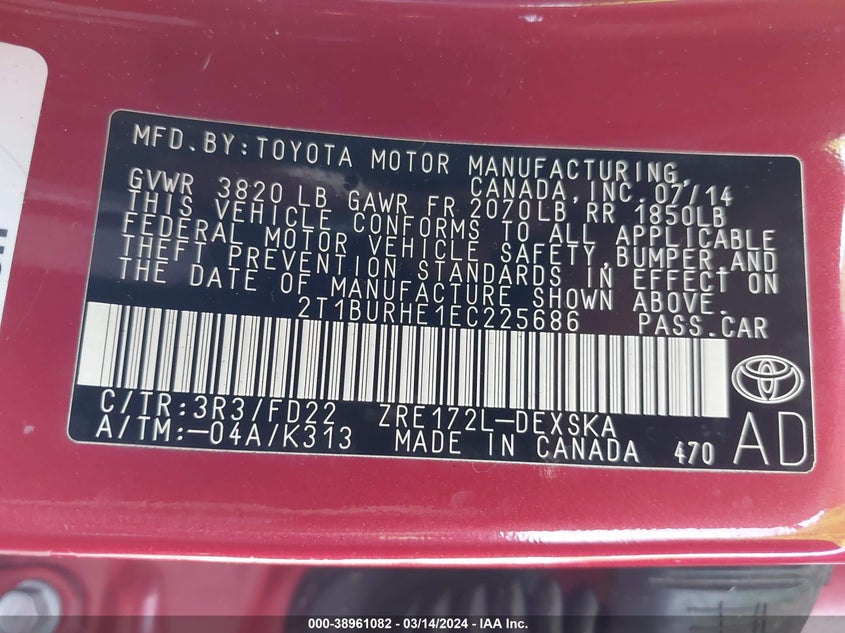 MFD.BY:TOYOTA MOTOR MANUFACTURING,
CANADA,INC. 07/14
GVWR 3820 LB GAWR FR 2070LB RR 1850LB
THIS VEHICLE CONFORMS TO ALL APPLICABLE
FEDERAL MOTOR VEHICLE SAFETY,BUMPER,AND
THEFT PREVENTION STANDARDS IN EFFECT ON
THE DATE OF MANUFACTURE SHOWN ABOVE.
2T1BURHE1EC225686 PASS.CAR
C/TR:3R3/FD22 ZRE172L-DEXSKA
A/TM:-04A/K313 MADE IN CANADA 470 AD
000-38961082 - 03/14/2024 - IAA Inc.